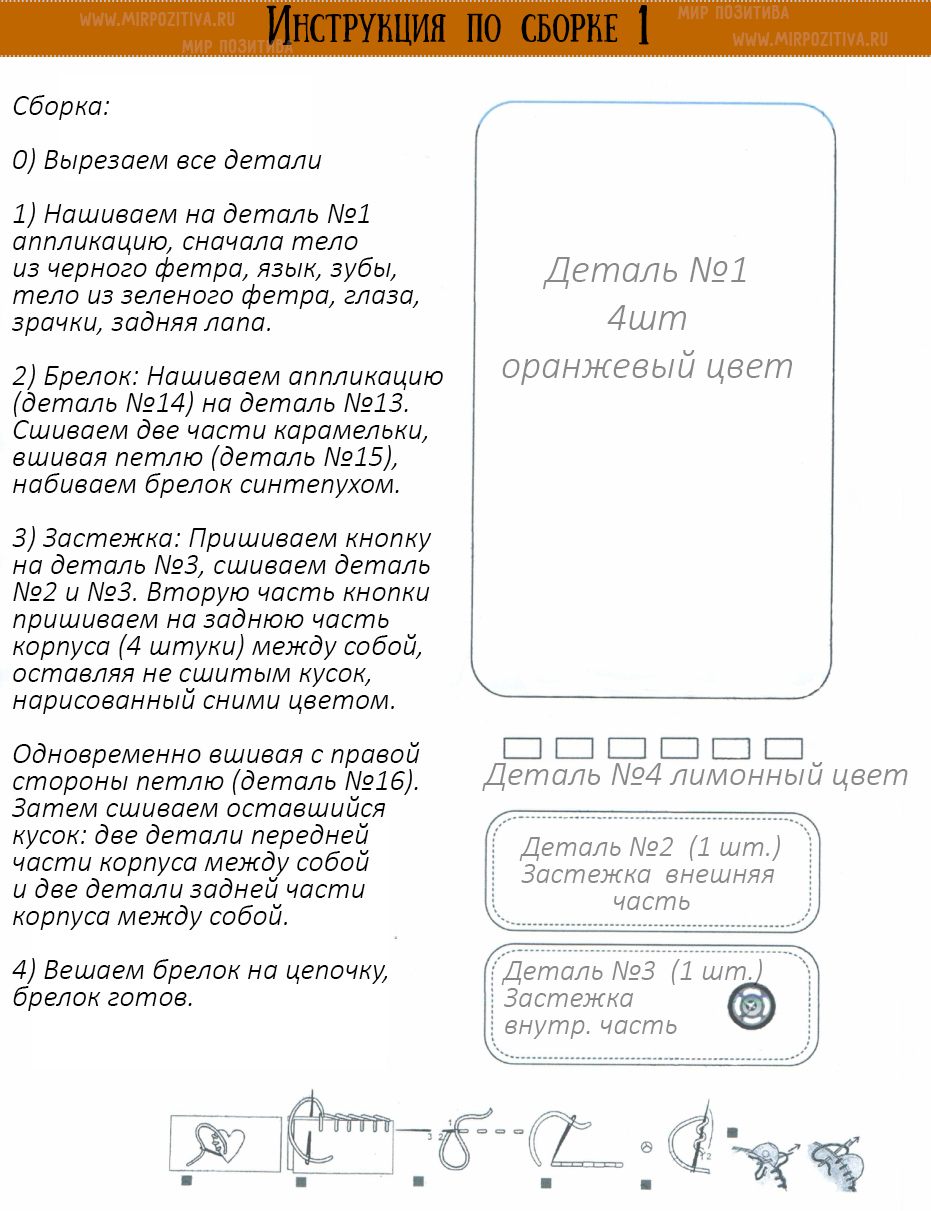 WWW.MIRPOZITIVA.RU
МИР ПОЗИТИВА
Инструкция по сборке 1
МИР ПОЗИТИВА
WWW.MIRPOZITIVA.RU
Сборка:
0) Вырезаем все детали
1) Нашиваем на деталь №1
аппликацию, сначала тело
из черного фетра, язык, зубы,
тело из зеленого фетра, глаза,
зрачки, задняя лапа.
2) Брелок: Нашиваем аппликацию
(деталь №14) на деталь №13.
Сшиваем две части карамельки,
вшивая петлю (деталь №15),
набиваем брелок синтепухом.
3) Застежка: Пришиваем кнопку
на деталь №3, сшиваем деталь
№2 и №3. Вторую часть кнопки
пришиваем на заднюю часть
корпуса (4 штуки) между собой,
оставляя не сшитым кусок,
нарисованный сними цветом.
Одновременно вшивая с правой
стороны петлю (деталь №16).
Затем сшиваем оставшийся
кусок: две детали передней
части корпуса между собой
и две детали задней части
корпуса между собой.
4) Вешаем брелок на цепочку,
брелок готов.
Деталь №1
4шт
оранжевый цвет
Деталь №4 лимонный цвет
Деталь №2 (1 шт.)
Застежка внешняя
часть
Деталь №3 (1 шт.)
Застежка
внутр. часть
1
3 2